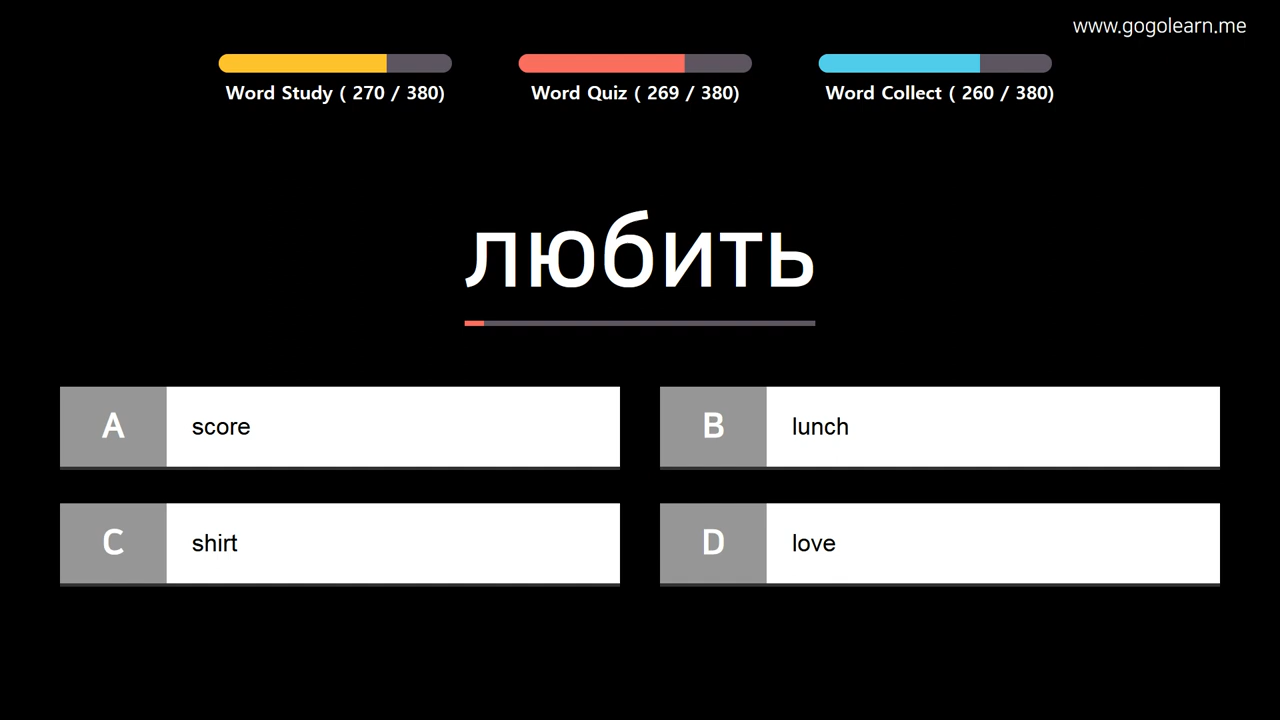 www.gogolearn.me
Word Study ( 270 / 380)
Word Quiz ( 269 / 380)
Word Collect ( 260 / 380)
любить
A score
B lunch
C shirt
D love